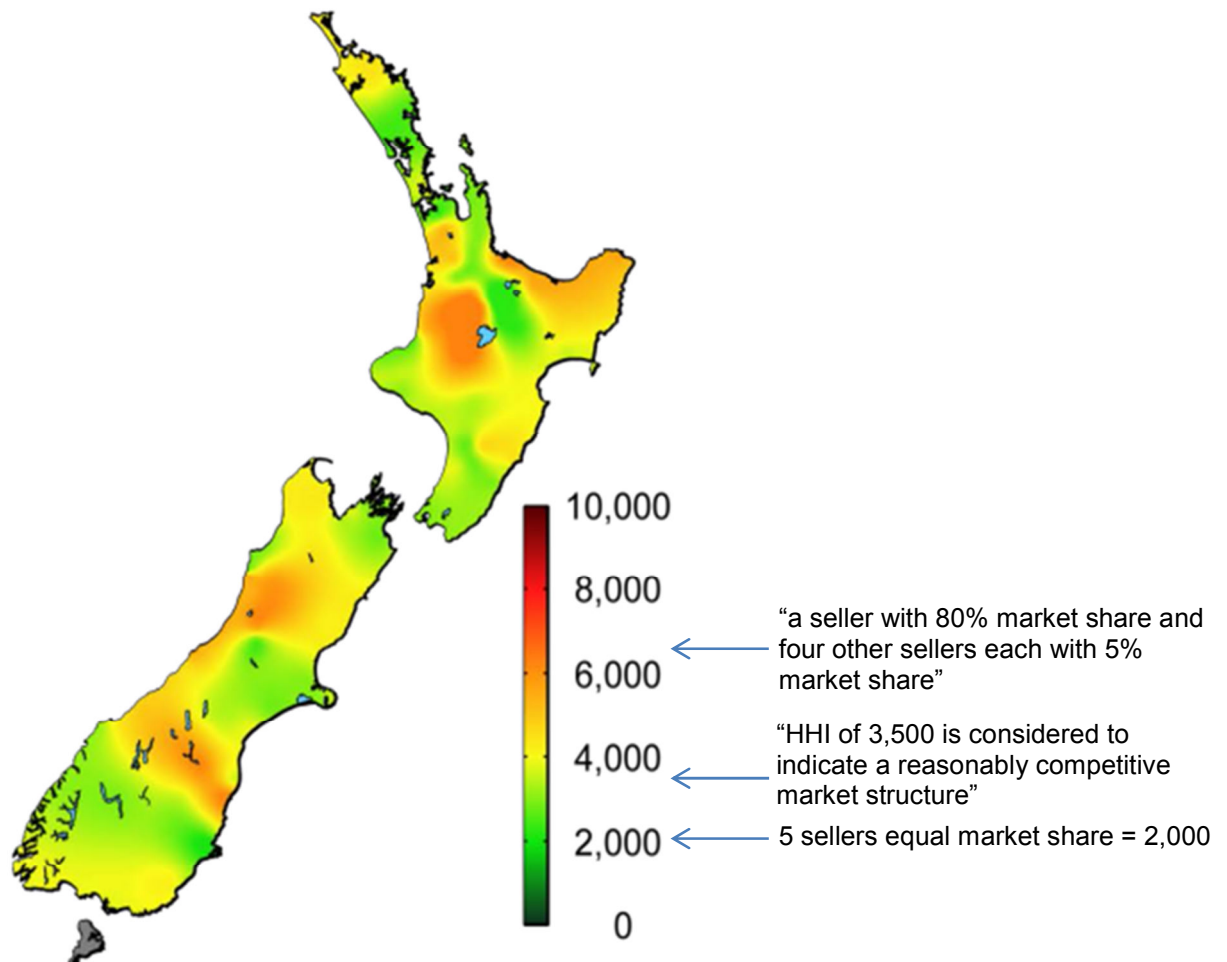 10,000
8,000
6,000
4,000
2,000
0
“a seller with 80% market share and
four other sellers each with 5%
market share”
“HHI of 3,500 is considered to
indicate a reasonably competitive
market structure”
5 sellers equal market share = 2,000